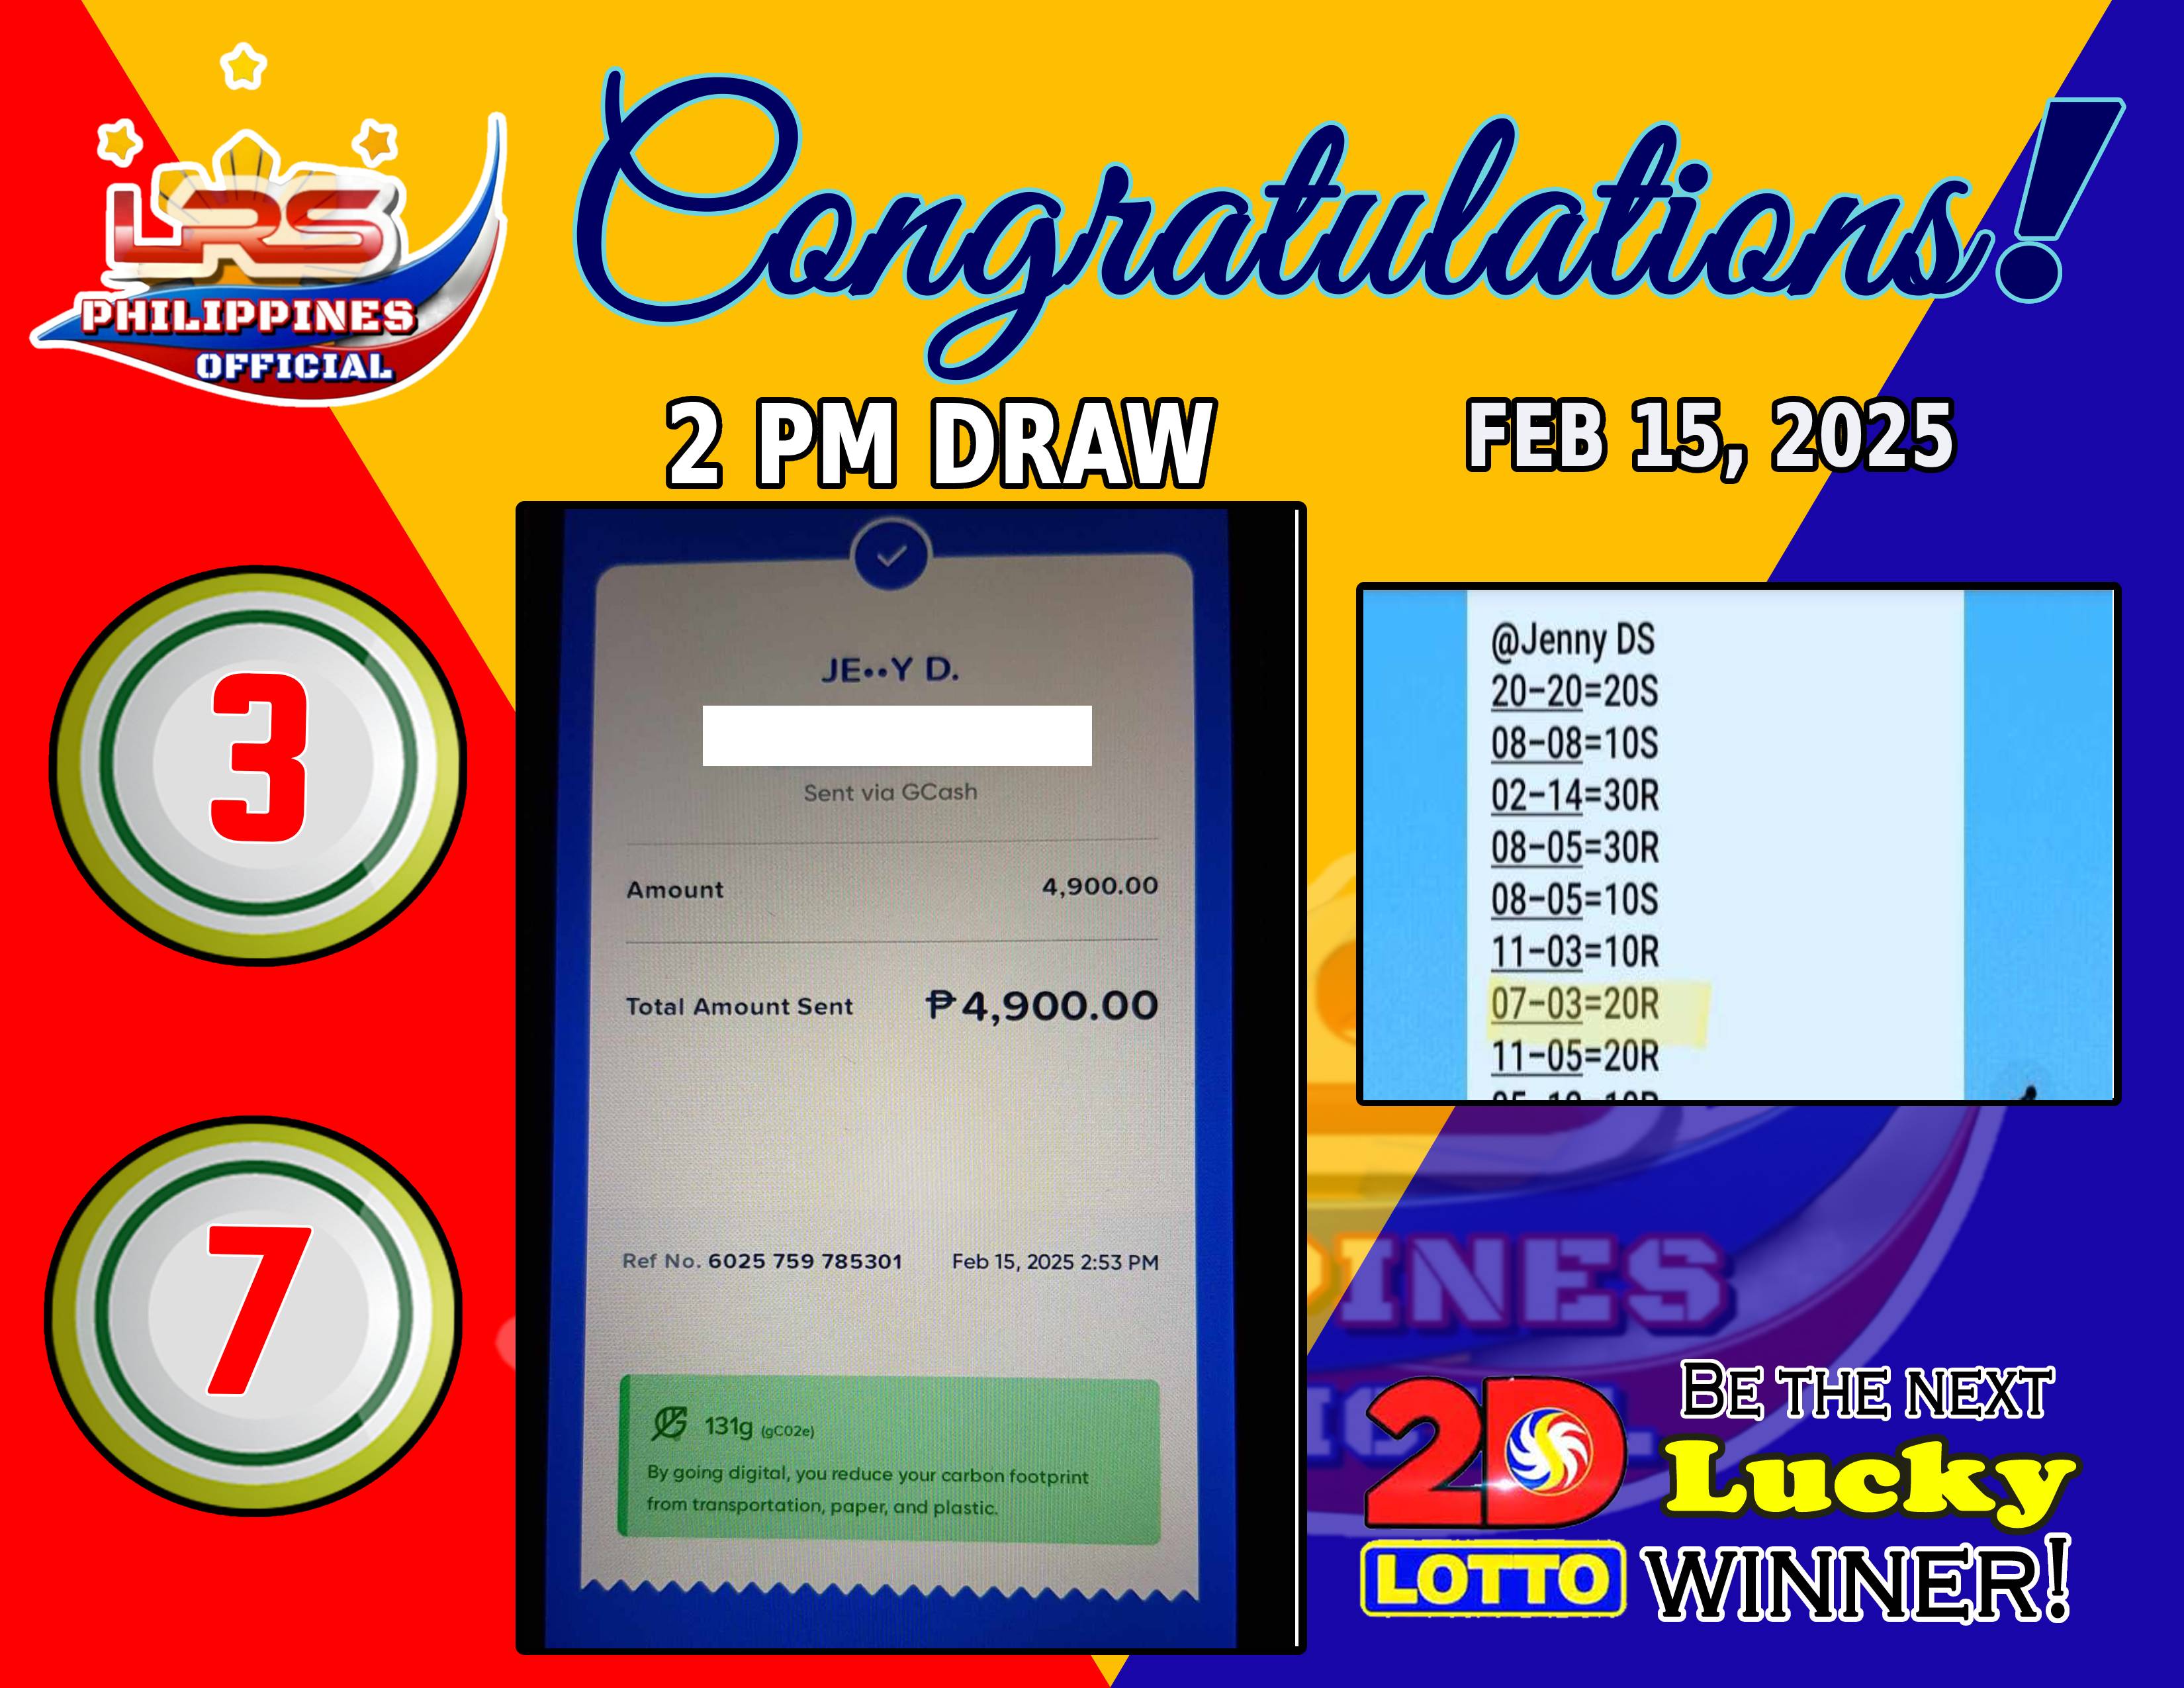 LRS
PHILIPPINES
OFFICIAL
Congratulations!
2 PM DRAW
FEB 15, 2025
3
7
JE••Y D.
Sent via GCash
Amount 4,900.00
Total Amount Sent ₱4,900.00
Ref No. 6025 759 785301 Feb 15, 2025 2:53 PM
131g (gCO2e)
By going digital, you reduce your carbon footprint
from transportation, paper, and plastic.
@Jenny DS
20-20=20S
08-08=10S
02-14=30R
08-05=30R
08-05=10S
11-03=10R
07-03=20R
11-05=20R
PINES
2D
LOTTO
BE THE NEXT
Lucky
WINNER!